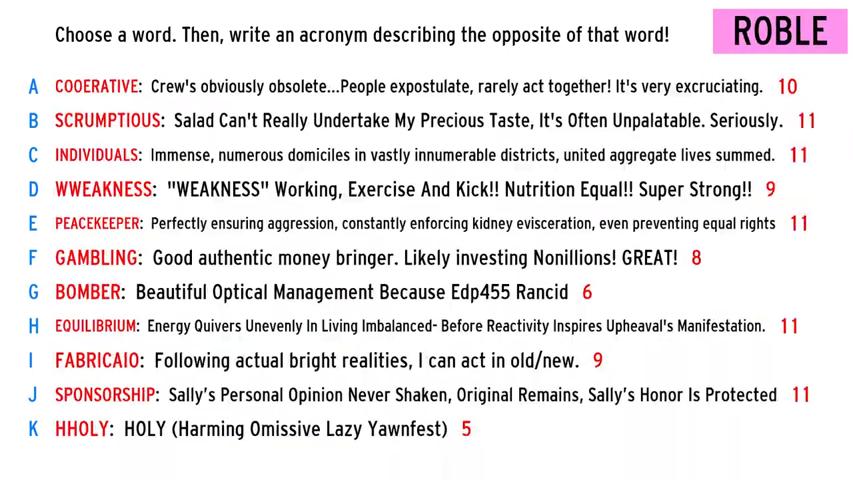 Choose a word. Then, write an acronym describing the opposite of that word!
ROBLE
A COOERATIVE: Crew's obviously obsolete...People expostulate, rarely act together! It's very excruciating. 10
B SCRUMPTIOUS: Salad Can't Really Undertake My Precious Taste, It's Often Unpalatable. Seriously. 11
C INDIVIDUALS: Immense, numerous domiciles in vastly innumerable districts, united aggregate lives summed. 11
D WWEAKNESS: "WEAKNESS" Working, Exercise And Kick!! Nutrition Equal!! Super Strong!! 9
E PEACEKEEPER: Perfectly ensuring aggression, constantly enforcing kidney evisceration, even preventing equal rights 11
F GAMBLING: Good authentic money bringer. Likely investing Nonillions! GREAT! 8
G BOMBER: Beautiful Optical Management Because Edp455 Rancid 6
H EQUILIBRIUM: Energy Quivers Unevenly In Living Imbalanced- Before Reactivity Inspires Upheaval's Manifestation. 11
I FABRICAIO: Following actual bright realities, I can act in old/new. 9
J SPONSORSHIP: Sally's Personal Opinion Never Shaken, Original Remains, Sally's Honor Is Protected 11
K HHOLY: HOLY (Harming Omissive Lazy Yawnfest) 5